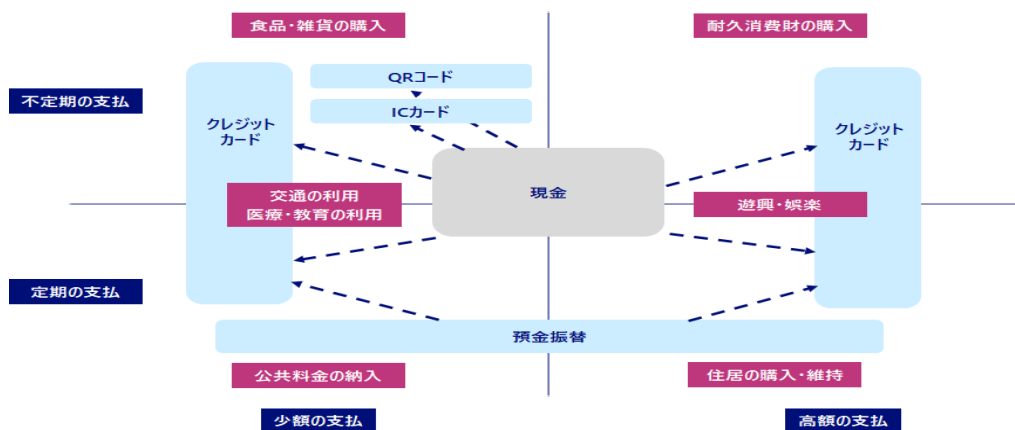 食品・雑貨の購入
耐久消費財の購入
QRコード
不定期の支払
ICカード
クレジット
カード
クレジット
カード
現金
交通の利用
医療・教育の利用
遊興・娯楽
定期の支払
預金振替
公共料金の納入
住居の購入・維持
少額の支払
高額の支払